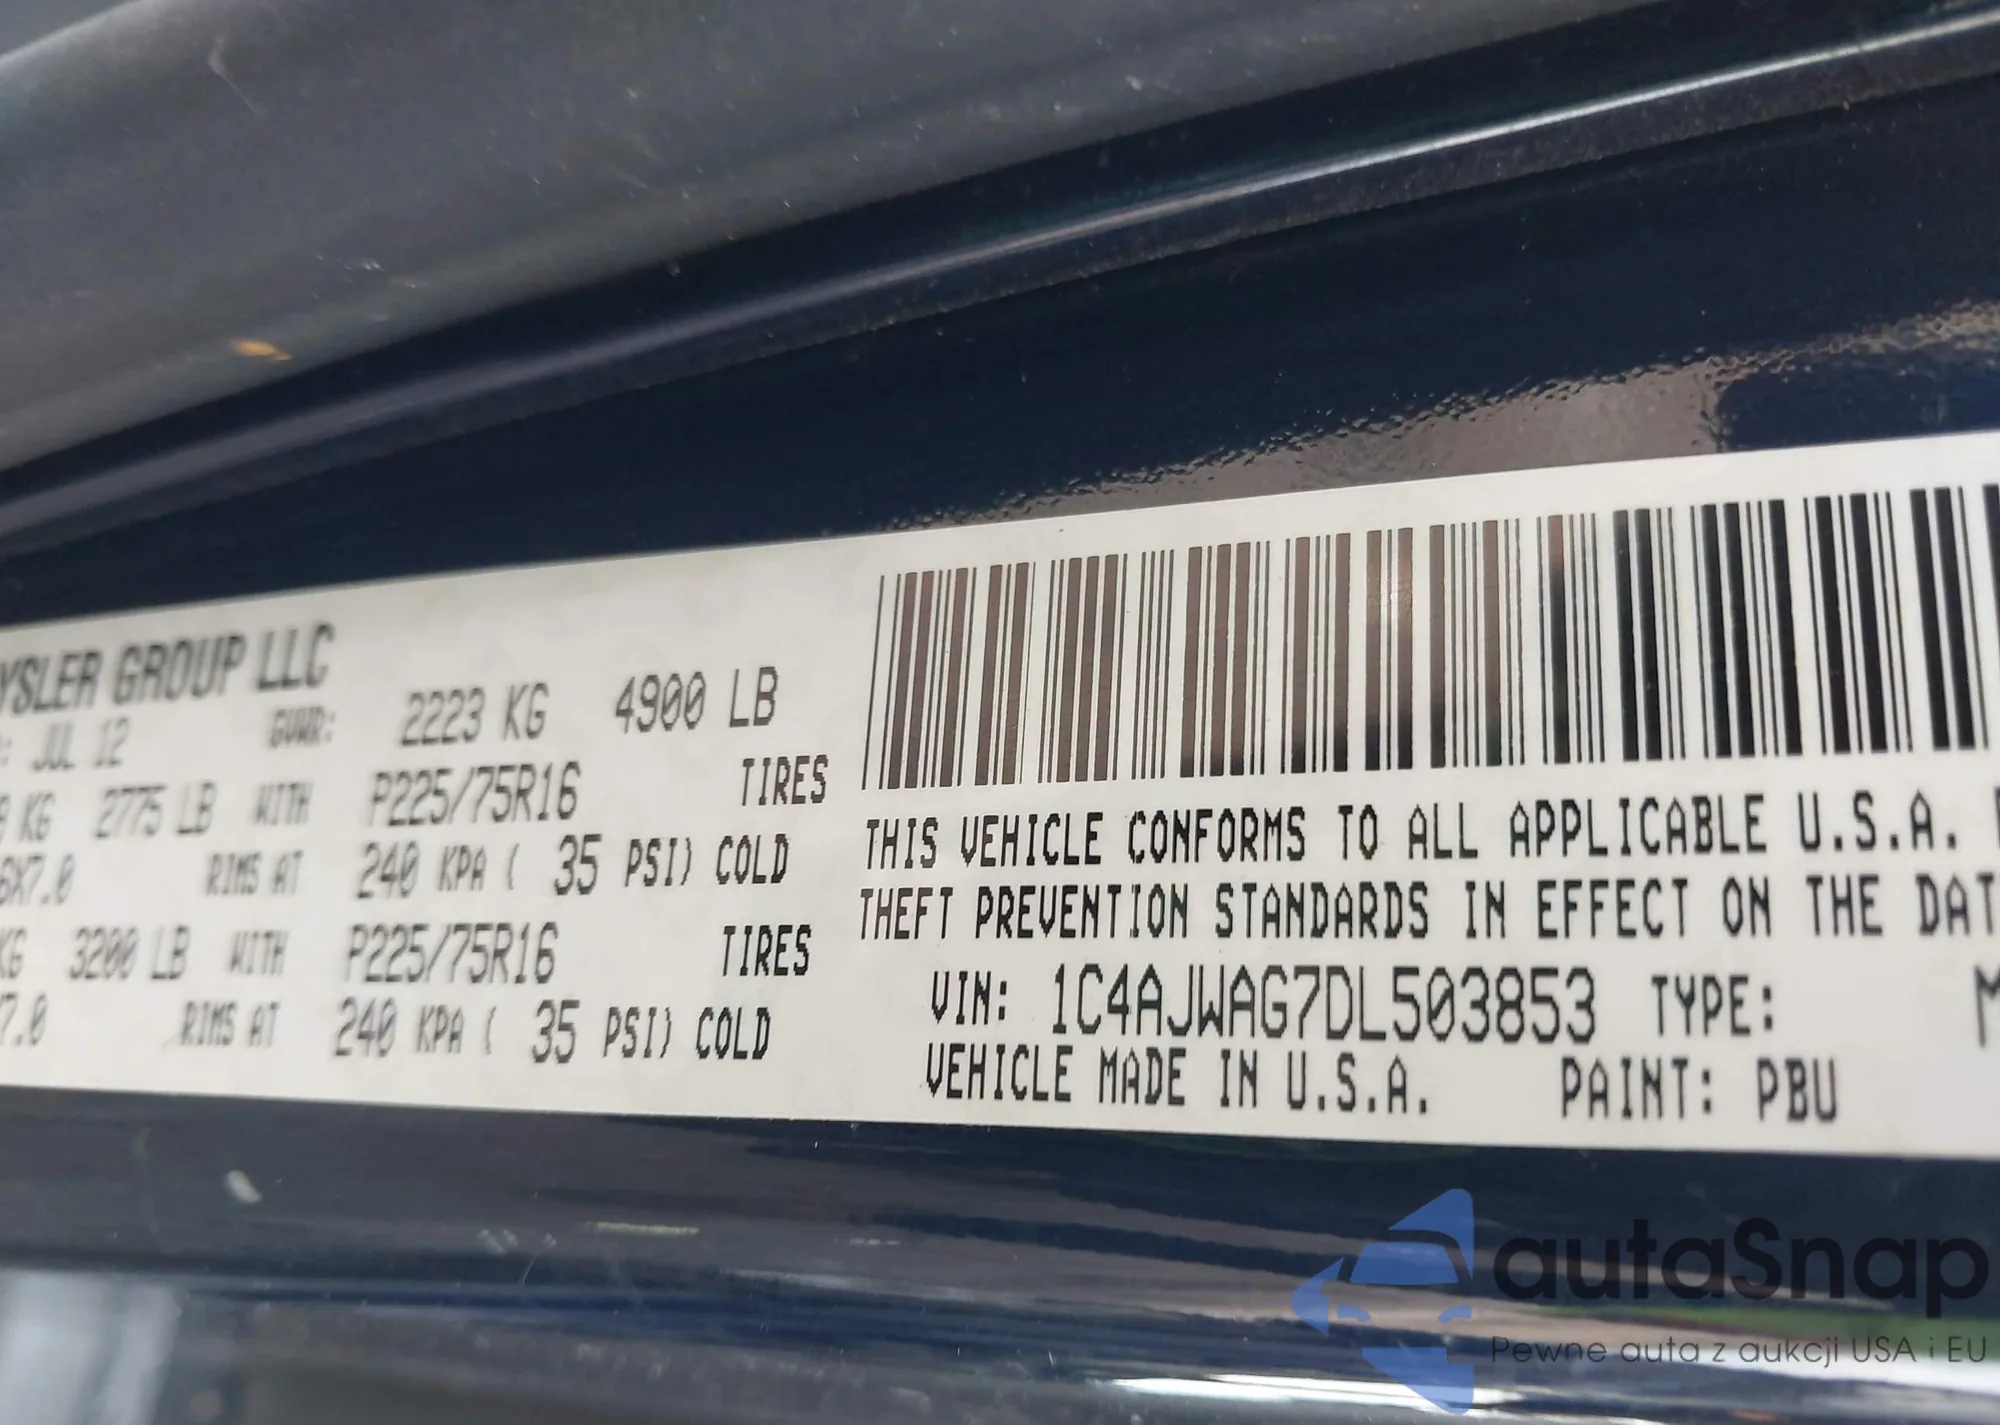 YSLER GROUP LLC
: JUL 12 GVWR: 2223 KG 4900 LB
KG 2775 LB WITH P225/75R16 TIRES
6X7.0 RIMS AT 240 KPA ( 35 PSI) COLD
KG 3200 LB WITH P225/75R16 TIRES
7.0 RIMS AT 240 KPA ( 35 PSI) COLD
THIS VEHICLE CONFORMS TO ALL APPLICABLE U.S.A.
THEFT PREVENTION STANDARDS IN EFFECT ON THE DAT
VIN: 1C4AJWAG7DL503853 TYPE: M
VEHICLE MADE IN U.S.A. PAINT: PBU
autaSnap
Pewne auta z aukcji USA i EU